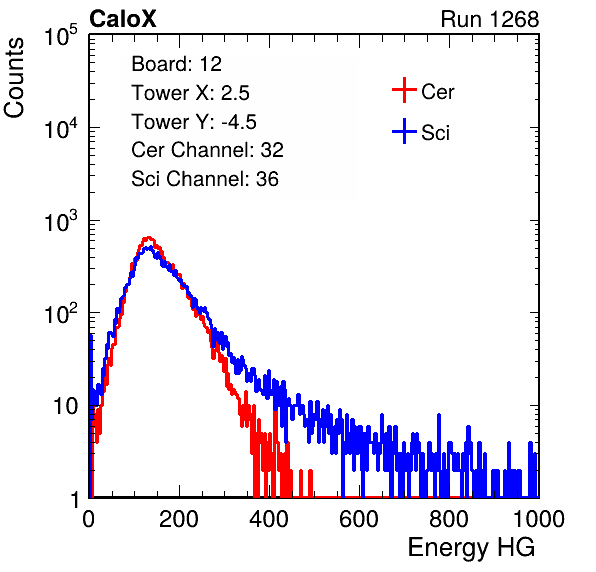 CaloX Run 1268
Counts
10^5
10^4
10^3
10^2
10
1
Board: 12
Tower X: 2.5
Tower Y: -4.5
Cer Channel: 32
Sci Channel: 36
Cer
Sci
0 200 400 600 800 1000
Energy HG